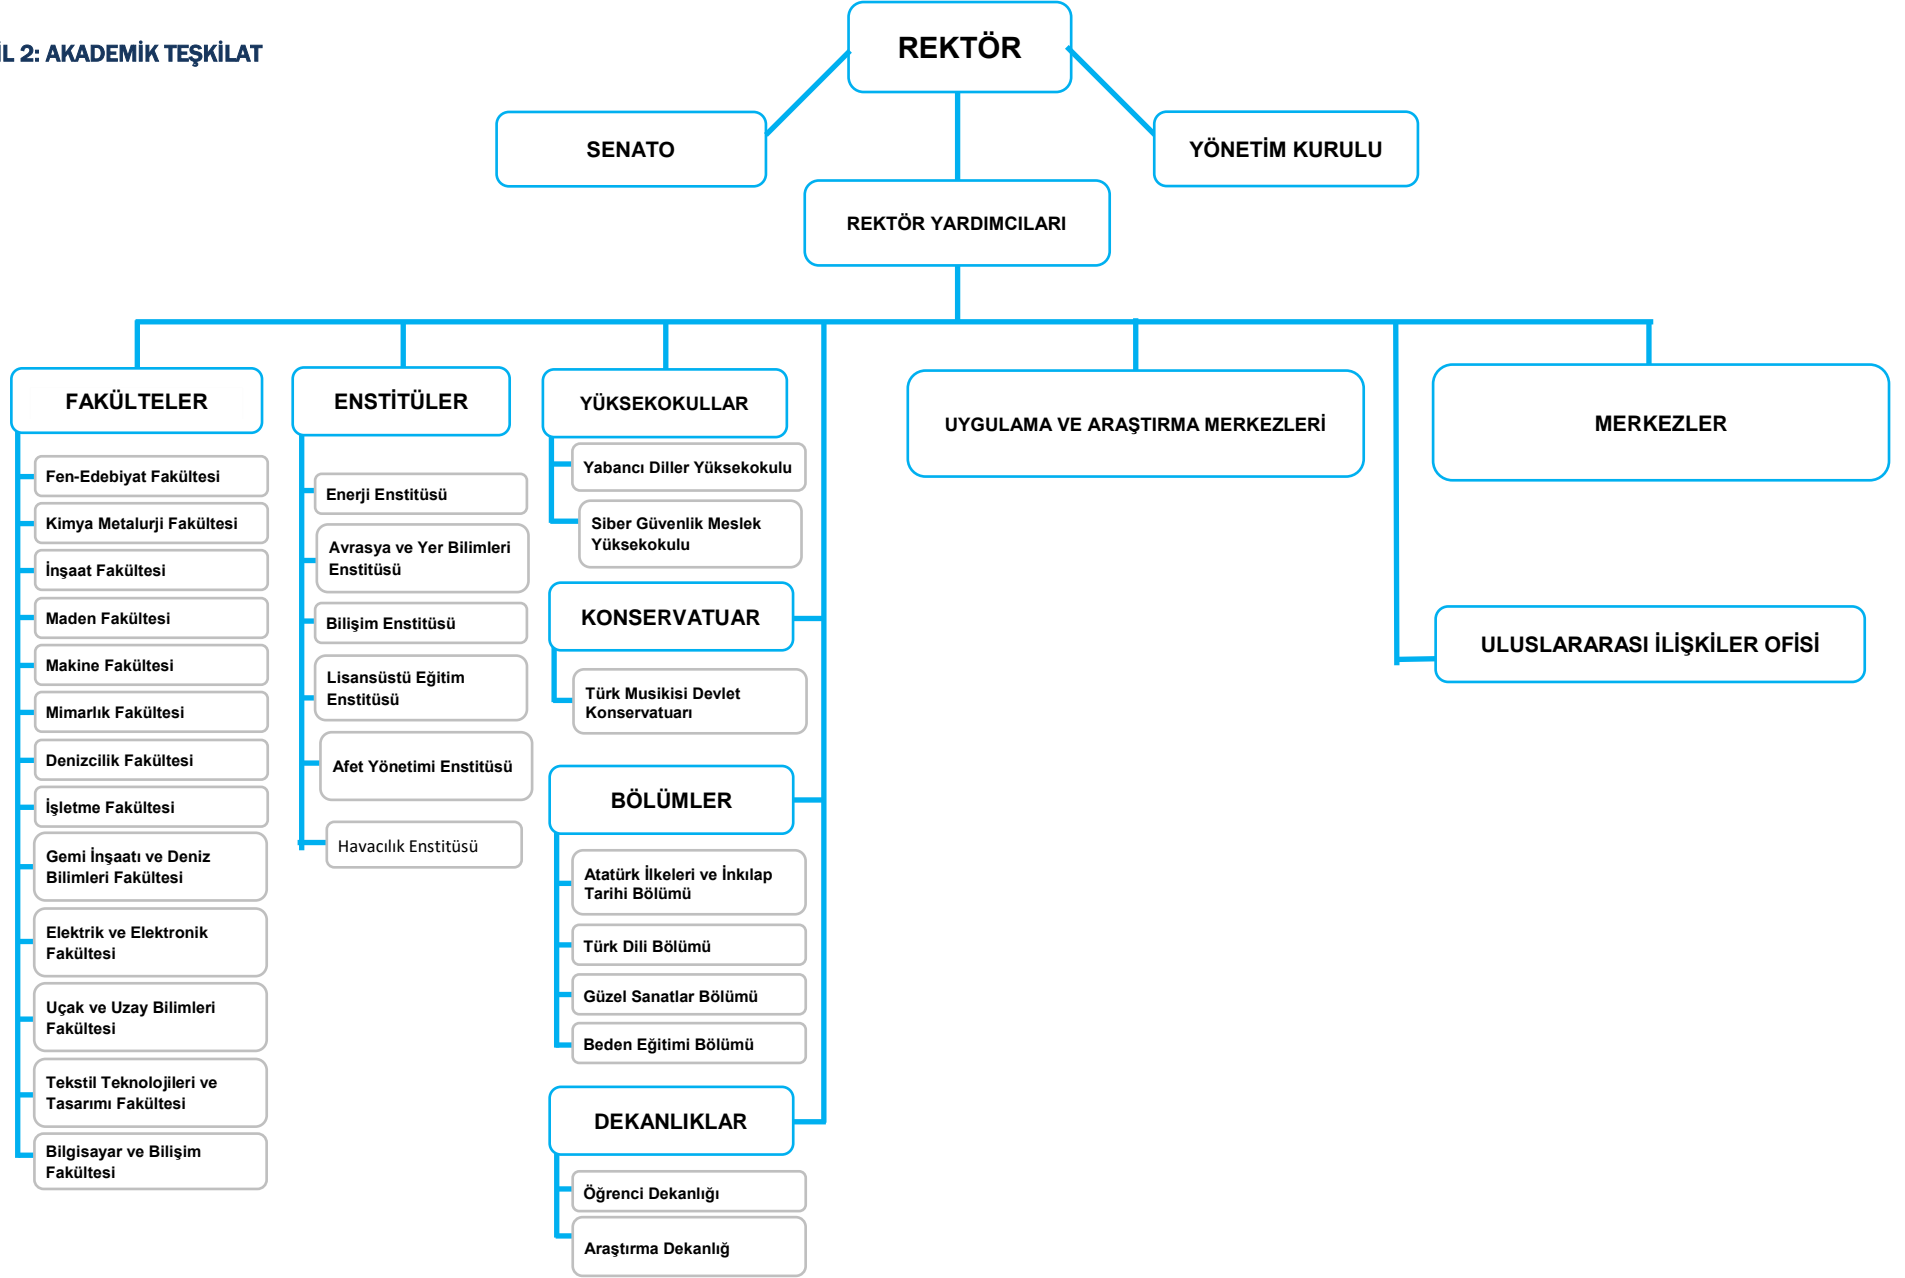 İL 2: AKADEMİK TEŞKİLAT
REKTÖR
SENATO
YÖNETİM KURULU
REKTÖR YARDIMCILARI
FAKÜLTELER
Fen-Edebiyat Fakültesi
Kimya Metalurji Fakültesi
İnşaat Fakültesi
Maden Fakültesi
Makine Fakültesi
Mimarlık Fakültesi
Denizcilik Fakültesi
İşletme Fakültesi
Gemi İnşaatı ve Deniz
Bilimleri Fakültesi
Elektrik ve Elektronik
Fakültesi
Uçak ve Uzay Bilimleri
Fakültesi
Tekstil Teknolojileri ve
Tasarımı Fakültesi
Bilgisayar ve Bilişim
Fakültesi
ENSTİTÜLER
Enerji Enstitüsü
Avrasya ve Yer Bilimleri
Enstitüsü
Bilişim Enstitüsü
Lisansüstü Eğitim
Enstitüsü
Afet Yönetimi Enstitüsü
Havacılık Enstitüsü
YÜKSEKOKULLAR
Yabancı Diller Yüksekokulu
Siber Güvenlik Meslek
Yüksekokulu
KONSERVATUAR
Türk Musikisi Devlet
Konservatuarı
BÖLÜMLER
Atatürk İlkeleri ve İnkılap
Tarihi Bölümü
Türk Dili Bölümü
Güzel Sanatlar Bölümü
Beden Eğitimi Bölümü
DEKANLIKLAR
Öğrenci Dekanlığı
Araştırma Dekanlığ
UYGULAMA VE ARAŞTIRMA MERKEZLERİ
MERKEZLER
ULUSLARARASI İLİŞKİLER OFİSİ